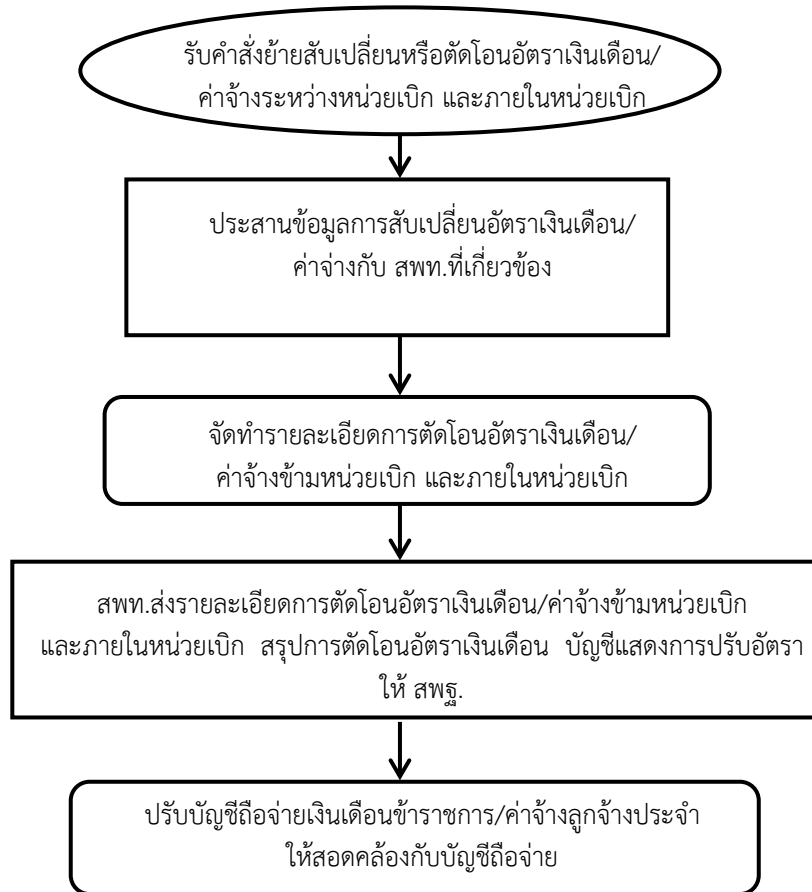 รับคำสั่งย้ายสับเปลี่ยนหรือตัดโอนอัตราเงินเดือน/
ค่าจ้างระหว่างหน่วยเบิก และภายในหน่วยเบิก
ประสานข้อมูลการสับเปลี่ยนอัตราเงินเดือน/
ค่าจ่างกับ สพท.ที่เกี่ยวข้อง
จัดทำรายละเอียดการตัดโอนอัตราเงินเดือน/
ค่าจ้างข้ามหน่วยเบิก และภายในหน่วยเบิก
สพท.ส่งรายละเอียดการตัดโอนอัตราเงินเดือน/ค่าจ้างข้ามหน่วยเบิก
และภายในหน่วยเบิก สรุปการตัดโอนอัตราเงินเดือน บัญชีแสดงการปรับอัตรา
ให้ สพฐ.
ปรับบัญชีถือจ่ายเงินเดือนข้าราชการ/ค่าจ้างลูกจ้างประจำ
ให้สอดคล้องกับบัญชีถือจ่าย